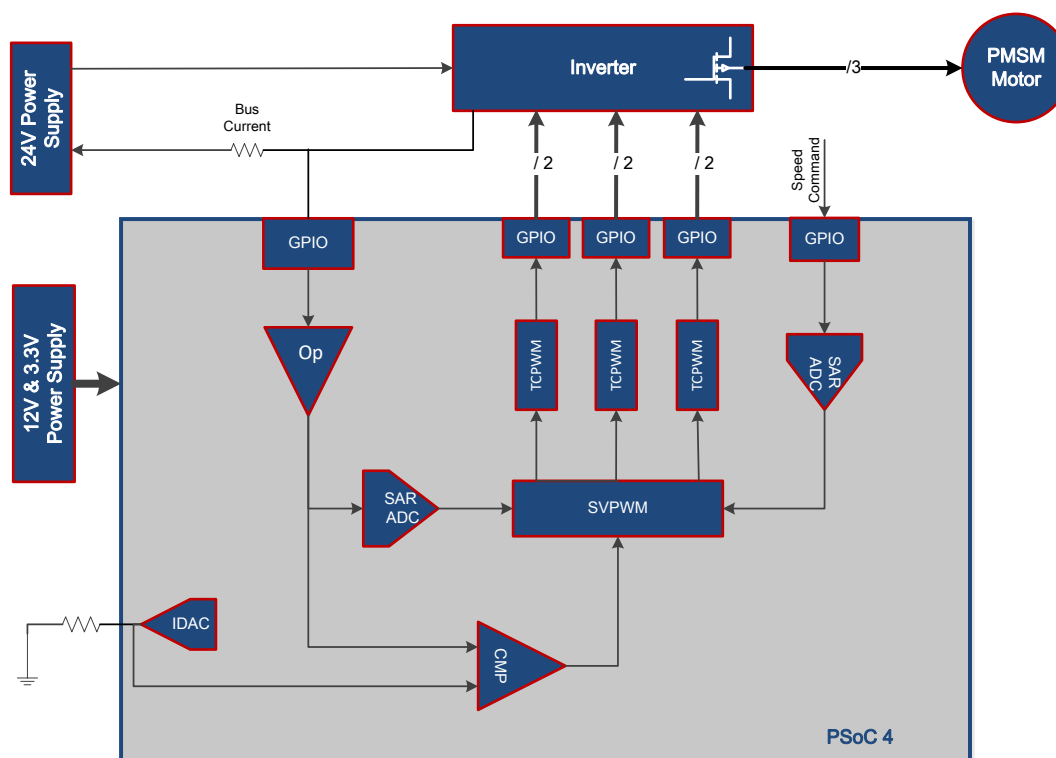 Inverter
PMSM
Motor
24V Power
Supply
/3
Bus
Current
/ 2
/ 2
/ 2
Speed
Command
GPIO
GPIO
GPIO
GPIO
GPIO
12V & 3.3V
Power Supply
Op
TCPWM
TCPWM
TCPWM
SAR
ADC
SAR
ADC
SVPWM
IDAC
CMP
PSoC 4